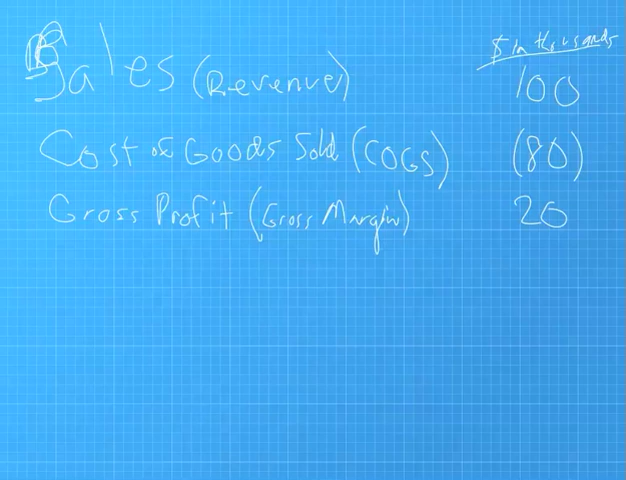 $ in thousands
Sales (Revenue) 100
Cost of Goods Sold (COGS) (80)
Gross Profit (Gross Margin) 20